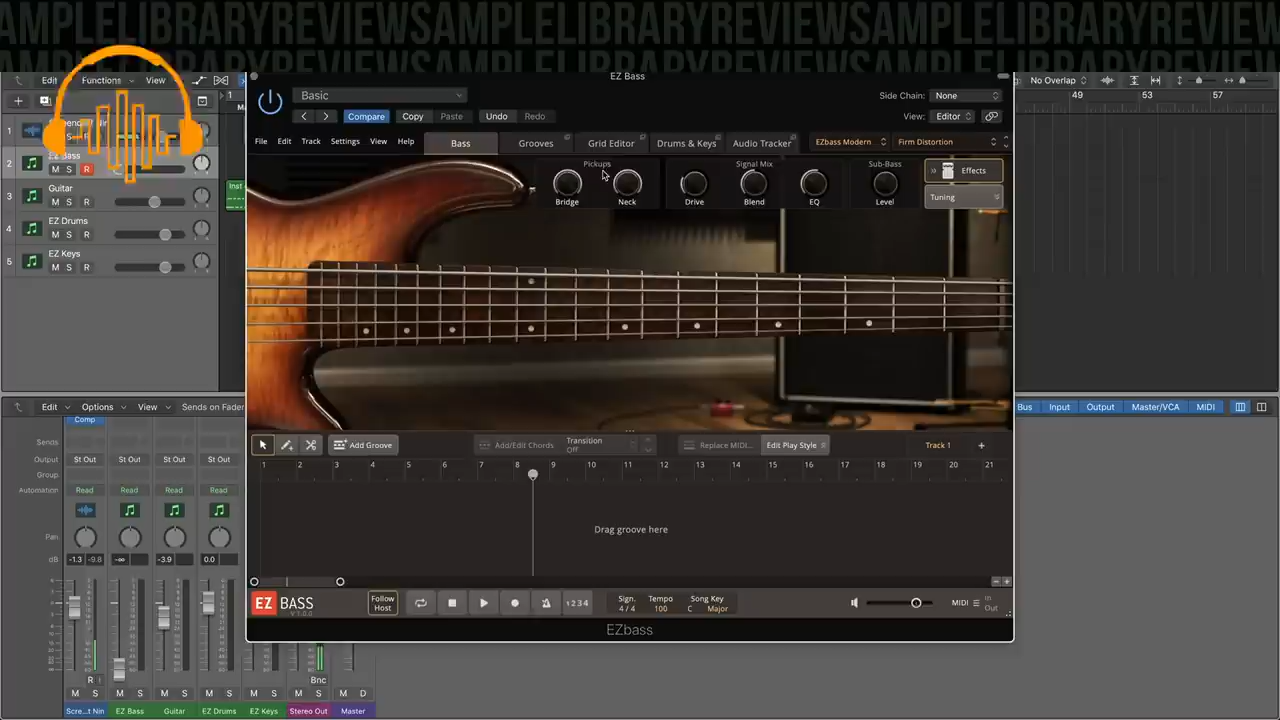 AMPLELIBRARYREVIEWSAMPLELIBRARYREVIEWSAMPLELIBRARYREVIEWS
EZ Bass
Edit Functions View
No Overlap
Basic
Side Chain: None
1 49 53 57
Compare Copy Paste Undo Redo
View: Editor
File Edit Track Settings View Help
Bass Grooves Grid Editor Drums & Keys Audio Tracker
EZbass Modern Firm Distortion
1
2 EZ Bass
M S R
3 Guitar
M S R
4 EZ Drums
M S R
5 EZ Keys
M S R
Inst
Pickups Signal Mix Sub-Bass
Bridge Neck Drive Blend EQ Level
Effects
Tuning
Edit Options View Sends on Fader
Bus Input Output Master/VCA MIDI
Comp
Sends
Output St Out St Out St Out St Out
Group
Automation Read Read Read Read
Pan
dB -1.3 -9.8 -∞ -3.9 0.0
Add Groove
Add/Edit Chords
Transition
Off
Replace MIDI...
Edit Play Style
Track 1 +
1 2 3 4 5 6 7 8 9 10 11 12 13 14 15 16 17 18 19 20 21
Drag groove here
EZ BASS
V 1.0.0
Follow
Host
1234
Sign. Tempo Song Key
4/4 100 C Major
MIDI In
Out
EZbass
R I
Bnc
M S M S M S M S M S M D
Scre...t Nin EZ Bass Guitar EZ Drums EZ Keys Stereo Out Master